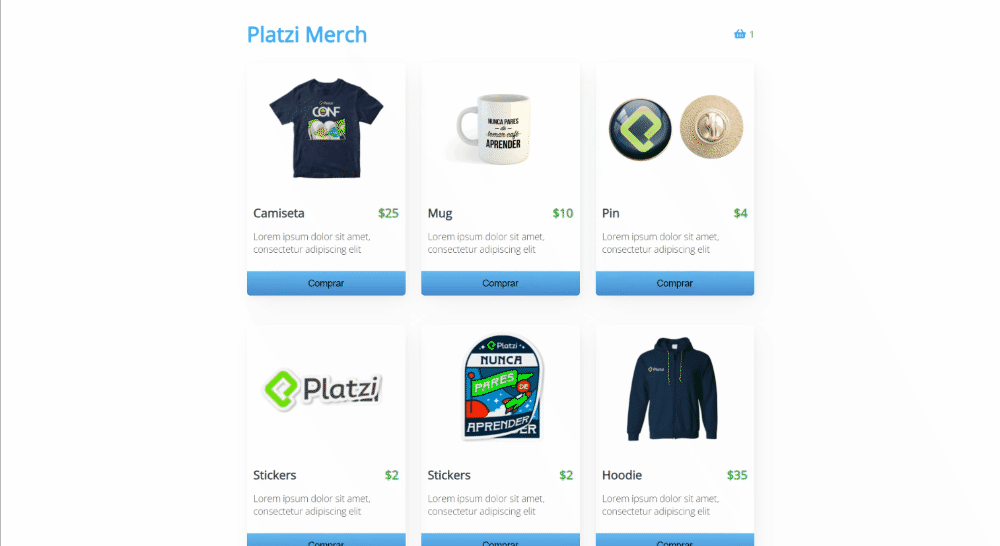 Platzi Merch
1
Platzi
CONF
NUNCA PARES
de
tomar café
APRENDER
Camiseta $25
Mug $10
Pin $4
Lorem ipsum dolor sit amet,
consectetur adipiscing elit
Lorem ipsum dolor sit amet,
consectetur adipiscing elit
Lorem ipsum dolor sit amet,
consectetur adipiscing elit
Comprar
Comprar
Comprar
Platzi
Platzi
NUNCA
PARES
DE
APRENDER
Platzi
Stickers $2
Stickers $2
Hoodie $35
Lorem ipsum dolor sit amet,
consectetur adipiscing elit
Lorem ipsum dolor sit amet,
consectetur adipiscing elit
Lorem ipsum dolor sit amet,
consectetur adipiscing elit
Comprar
Comprar
Comprar